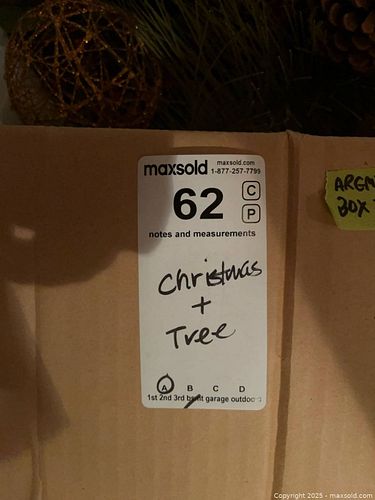 maxsold maxsold.com
1-877-257-7799
62 C
P
notes and measurements
Christmas
+
Tree
A B C D
1st 2nd 3rd bsmt garage outdoor
BOX
Copyright 2025 - maxsold.com